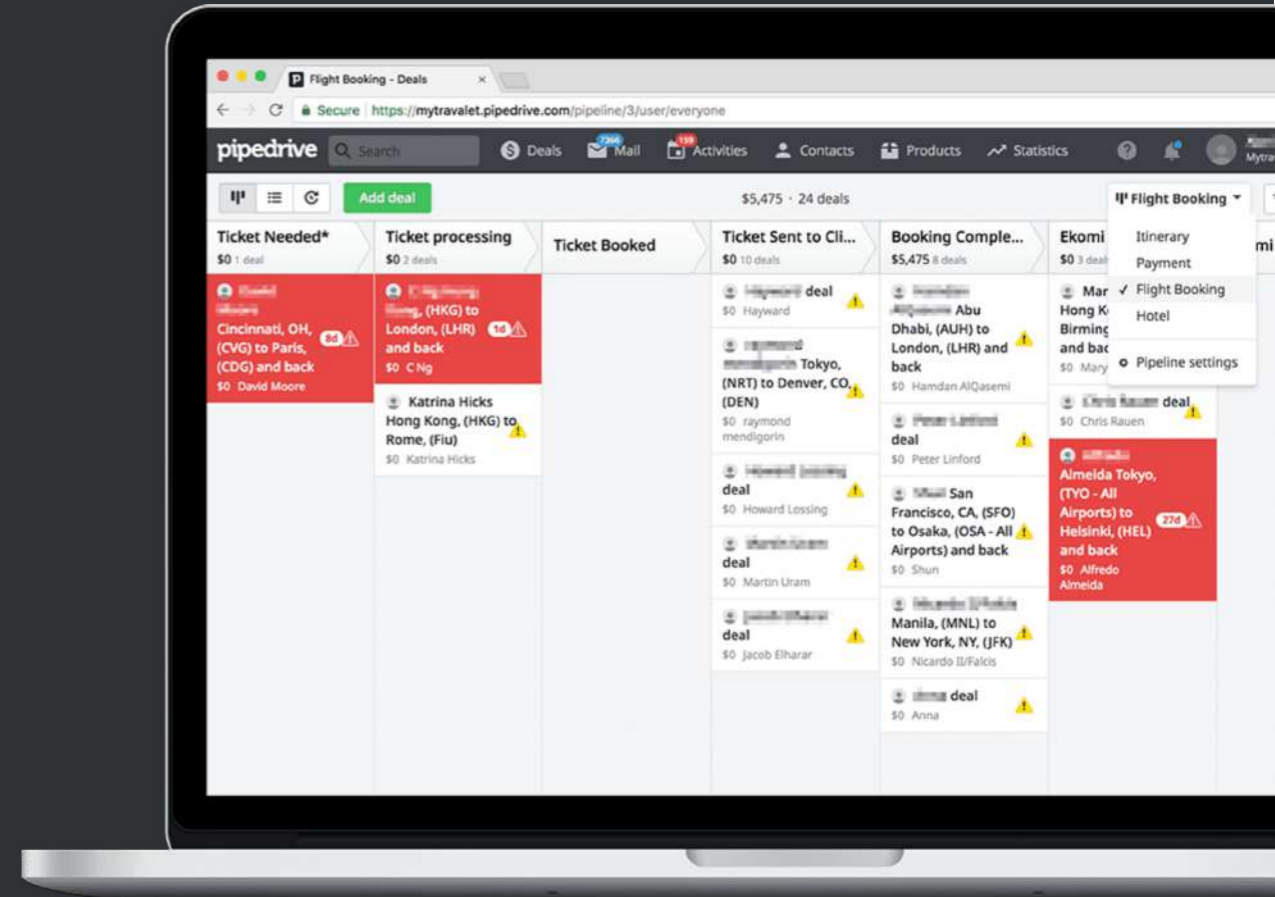 Flight Booking - Deals
Secure https://mytravalet.pipedrive.com/pipeline/3/user/everyone
pipedrive Search Deals 7366 Mail 159 Activities Contacts Products Statistics
Mytrav
Add deal $5,475 · 24 deals Flight Booking
Ticket Needed*
$0 1 deal
Cincinnati, OH,
(CVG) to Paris,
(CDG) and back
8d
$0 David Moore
Ticket processing
$0 2 deals
(HKG) to
London, (LHR)
and back
1d
$0 C Ng
Katrina Hicks
Hong Kong, (HKG) to
Rome, (Fiu)
$0 Katrina Hicks
Ticket Booked
Ticket Sent to Cli...
$0 10 deals
deal
$0 Hayward
Tokyo,
(NRT) to Denver, CO,
(DEN)
$0 raymond
mendigorin
deal
$0 Howard Lossing
deal
$0 Martin Uram
deal
$0 Jacob Elharar
Booking Comple...
$5,475 8 deals
Abu
Dhabi, (AUH) to
London, (LHR) and
back
$0 Hamdan AlQasemi
deal
$0 Peter Linford
San
Francisco, CA, (SFO)
to Osaka, (OSA - All
Airports) and back
$0 Shun
Manila, (MNL) to
New York, NY, (JFK)
$0 Nicardo II/Falcis
deal
$0 Anna
Ekomi
$0 3 deal
Mar
Hong K
Birming
and bac
$0 Mary
deal
$0 Chris Rauen
Almeida Tokyo,
(TYO - All
Airports) to
Helsinki, (HEL)
and back
27d
$0 Alfredo
Almeida
Itinerary
Payment
Flight Booking
Hotel
Pipeline settings
mi